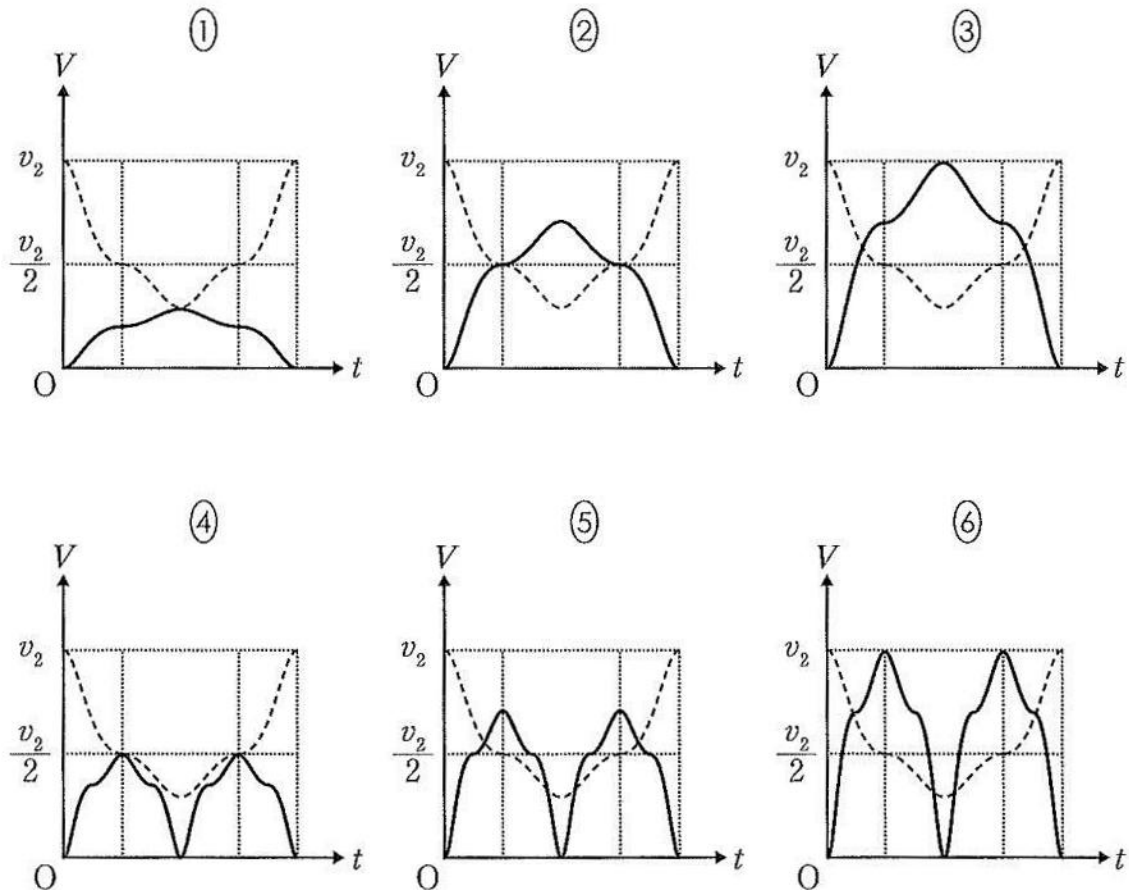 ① ② ③
V V V
v₂ v₂ v₂
v₂/2 v₂/2 v₂/2
O t O t O t
④ ⑤ ⑥
V V V
v₂ v₂ v₂
v₂/2 v₂/2 v₂/2
O t O t O t